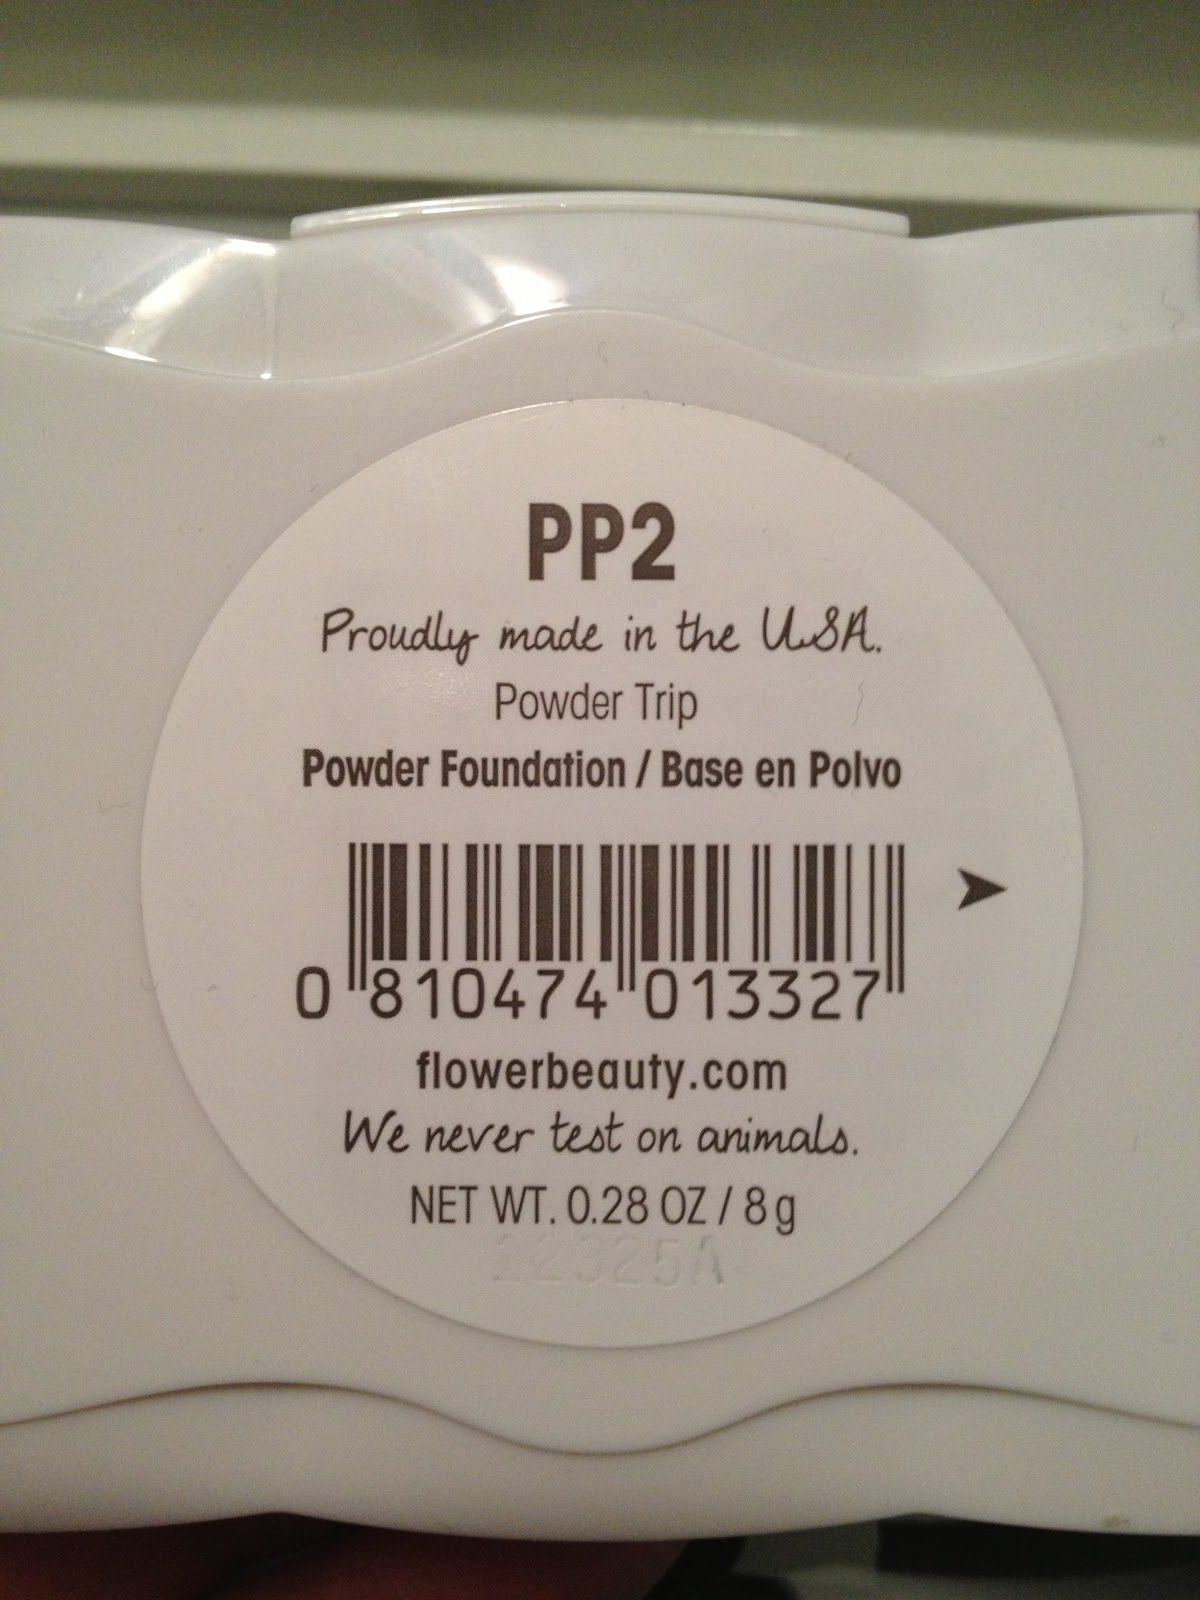 PP2
Proudly made in the USA.
Powder Trip
Powder Foundation / Base en Polvo
0 810474 013327
flowerbeauty.com
We never test on animals.
NET WT. 0.28 OZ / 8 g